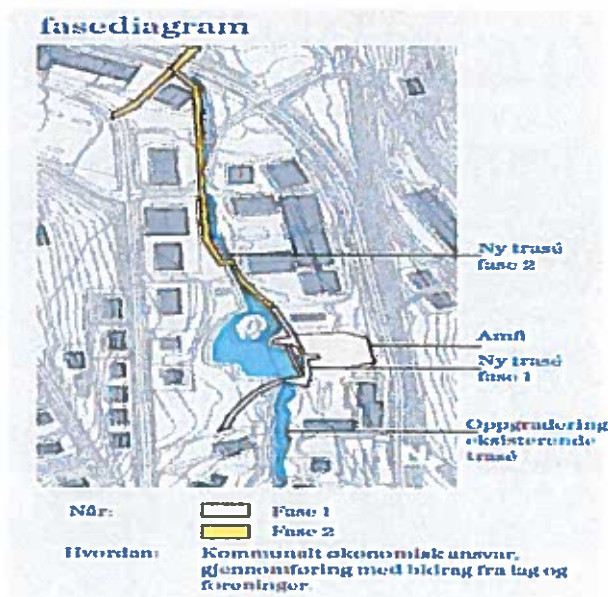 fasediagram
Ny trasé
fase 2
Amfi
Ny trasé
fase 1
Oppgradering
eksisterende
trasé
N
Når: Fase 1
Fase 2
Hvordan: Kommunalt økonomisk ansvar,
gjennomføring med bidrag fra lag og
foreninger.